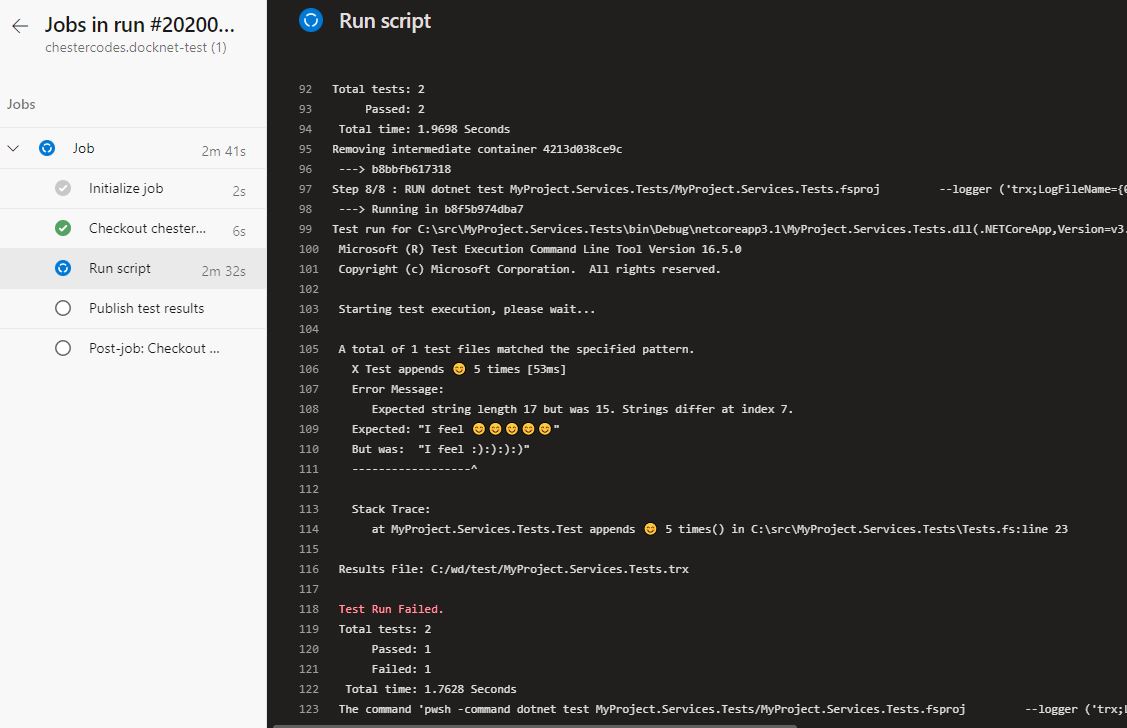 Jobs in run #20200...
chestercodes.docknet-test (1)
Jobs
Job 2m 41s
Initialize job 2s
Checkout chester... 6s
Run script 2m 32s
Publish test results
Post-job: Checkout ...
Run script
92 Total tests: 2
93 Passed: 2
94 Total time: 1.9698 Seconds
95 Removing intermediate container 4213d038ce9c
96 ---> b8bbfb617318
97 Step 8/8 : RUN dotnet test MyProject.Services.Tests/MyProject.Services.Tests.fsproj --logger ('trx;LogFileName={0
98 ---> Running in b8f5b974dba7
99 Test run for C:\src\MyProject.Services.Tests\bin\Debug\netcoreapp3.1\MyProject.Services.Tests.dll(.NETCoreApp,Version=v3.
100 Microsoft (R) Test Execution Command Line Tool Version 16.5.0
101 Copyright (c) Microsoft Corporation. All rights reserved.
102
103 Starting test execution, please wait...
104
105 A total of 1 test files matched the specified pattern.
106 X Test appends 😊 5 times [53ms]
107 Error Message:
108 Expected string length 17 but was 15. Strings differ at index 7.
109 Expected: "I feel 😊😊😊😊😊"
110 But was: "I feel :):):):)"
111 ------------------^
112
113 Stack Trace:
114 at MyProject.Services.Tests.Test appends 😊 5 times() in C:\src\MyProject.Services.Tests\Tests.fs:line 23
115
116 Results File: C:/wd/test/MyProject.Services.Tests.trx
117
118 Test Run Failed.
119 Total tests: 2
120 Passed: 1
121 Failed: 1
122 Total time: 1.7628 Seconds
123 The command 'pwsh -command dotnet test MyProject.Services.Tests/MyProject.Services.Tests.fsproj --logger ('trx;L